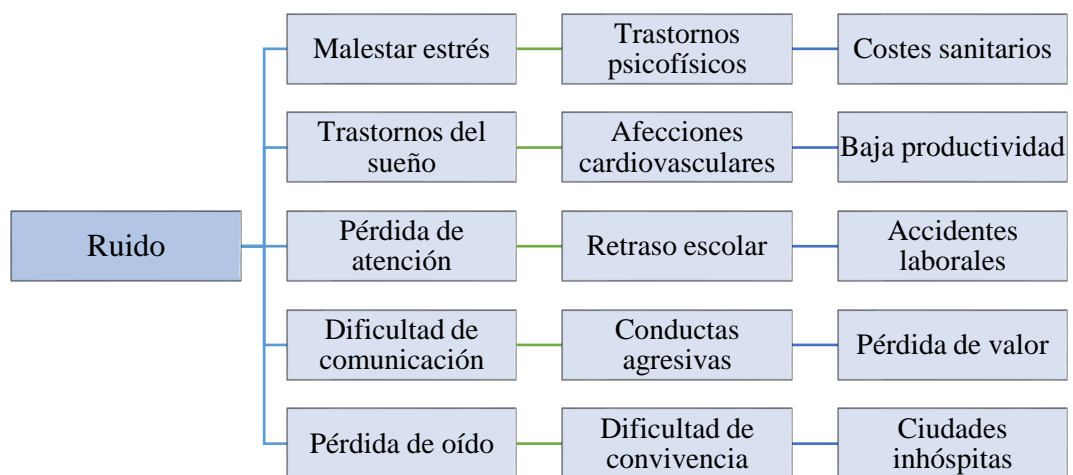 Ruido
Malestar estrés
Trastornos
psicofísicos
Costes sanitarios
Trastornos del
sueño
Afecciones
cardiovasculares
Baja productividad
Pérdida de
atención
Retraso escolar
Accidentes
laborales
Dificultad de
comunicación
Conductas
agresivas
Pérdida de valor
Pérdida de oído
Dificultad de
convivencia
Ciudades
inhóspitas